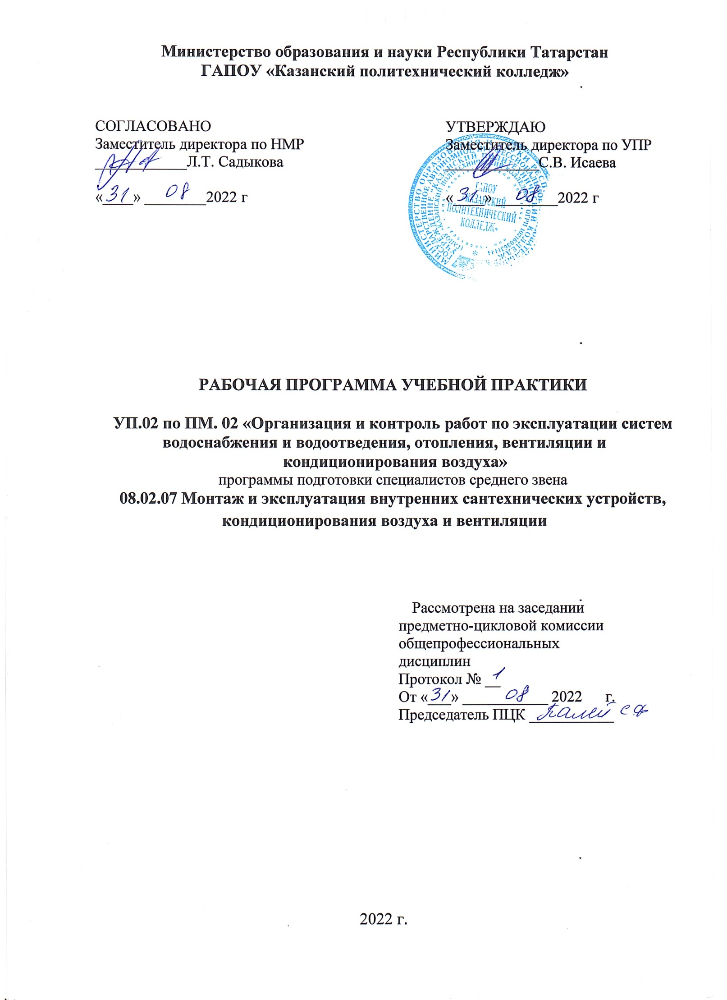 Министерство образования и науки Республики Татарстан
ГАПОУ «Казанский политехнический колледж»
СОГЛАСОВАНО
Заместитель директора по НМР
Л.Т. Садыкова
«31» 08 2022 г
УТВЕРЖДАЮ
Заместитель директора по УПР
С.В. Исаева
«31» 08 2022 г
ГАПОУ
«КАЗАНСКИЙ
ПОЛИТЕХНИЧЕСКИЙ
КОЛЛЕДЖ»
РАБОЧАЯ ПРОГРАММА УЧЕБНОЙ ПРАКТИКИ
УП.02 по ПМ. 02 «Организация и контроль работ по эксплуатации систем
водоснабжения и водоотведения, отопления, вентиляции и
кондиционирования воздуха»
программы подготовки специалистов среднего звена
08.02.07 Монтаж и эксплуатация внутренних сантехнических устройств,
кондиционирования воздуха и вентиляции
Рассмотрена на заседании
предметно-цикловой комиссии
общепрофессиональных
дисциплин
Протокол № 1
От «31» 08 2022 г.
Председатель ПЦК
2022 г.